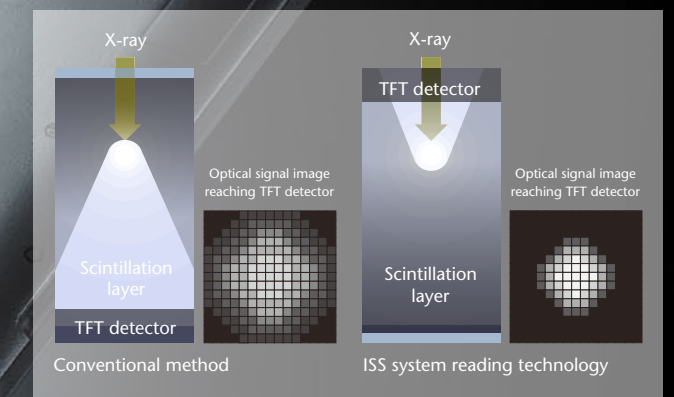 X-ray
Scintillation
layer
TFT detector
Optical signal image
reaching TFT detector
Conventional method
X-ray
TFT detector
Scintillation
layer
Optical signal image
reaching TFT detector
ISS system reading technology